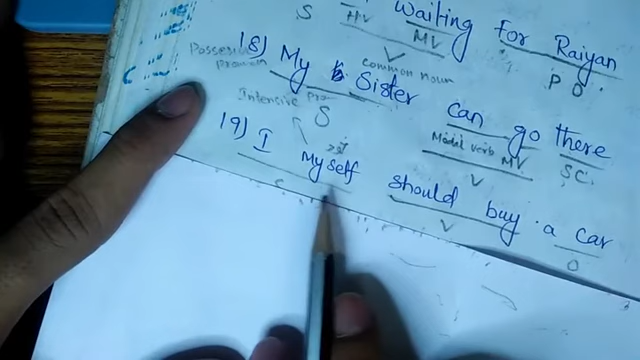 waiting for Raiyan
S HV MV P O.
V
18) My Sister can go there
Possessive pronoun common noun Modal verb MV SC.
S V
Intensive pro
19) I Myself should buy a car
S V O